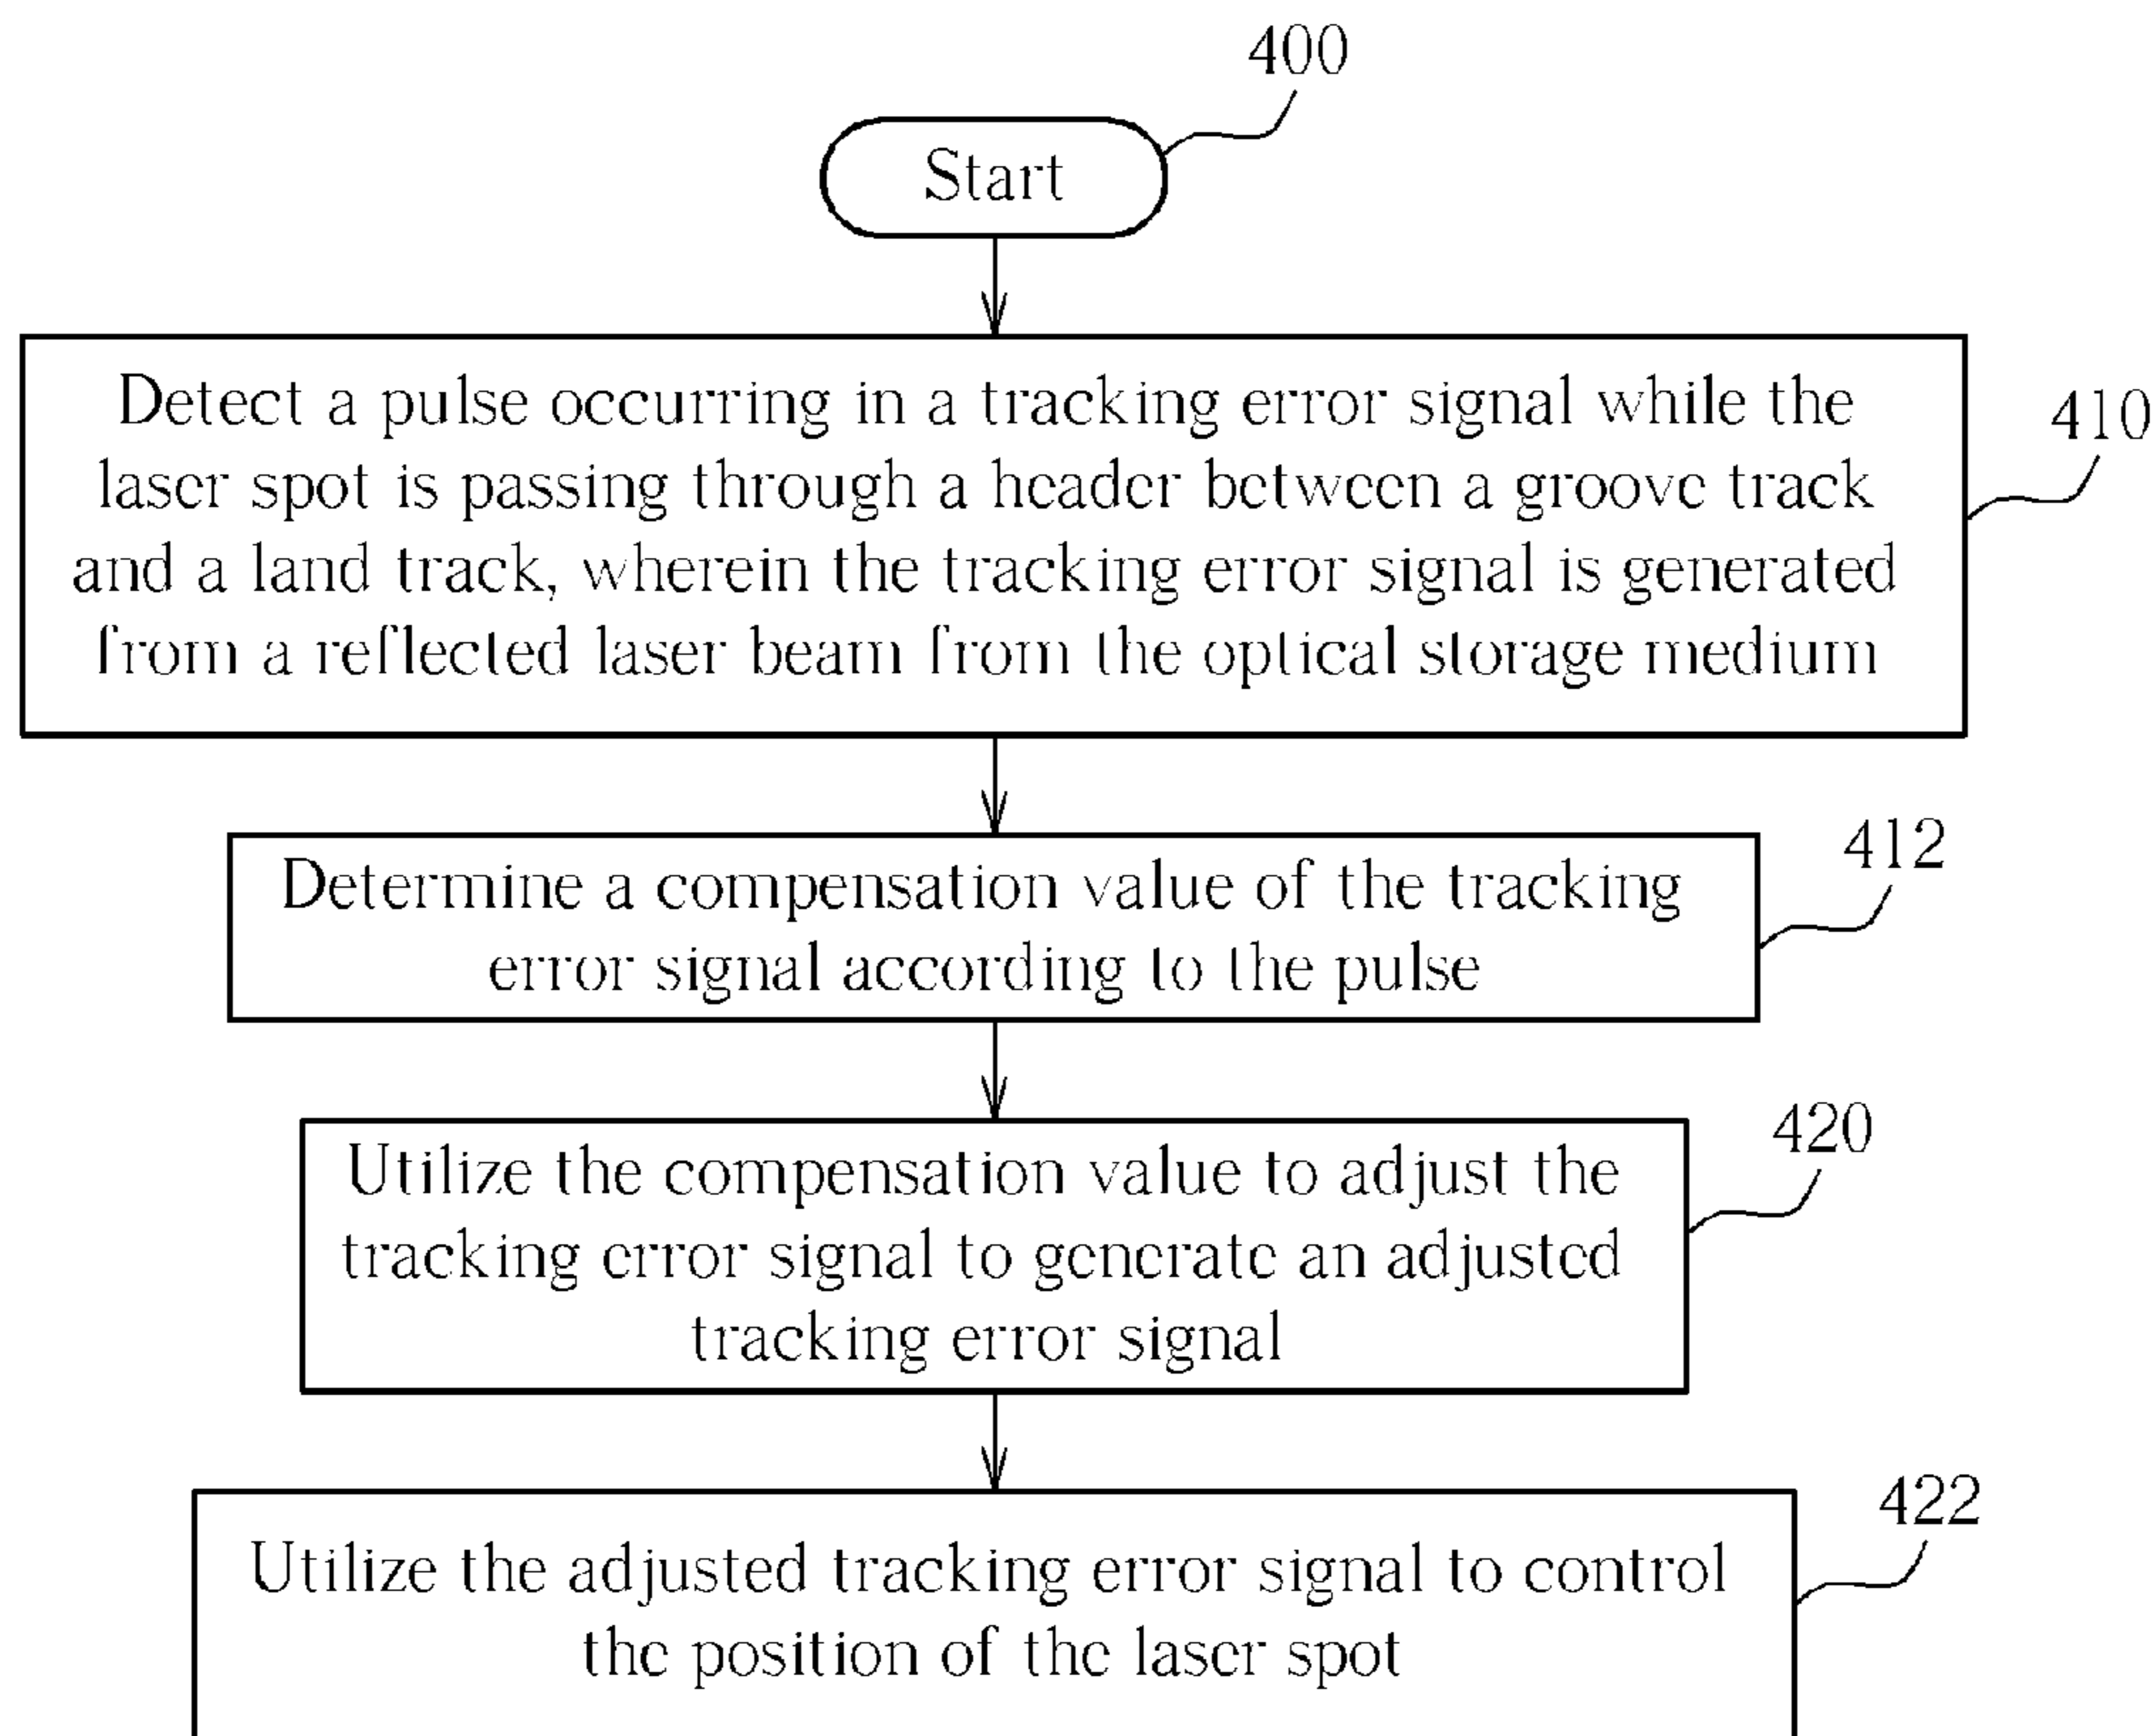 400
Start
Detect a pulse occurring in a tracking error signal while the
laser spot is passing through a header between a groove track
and a land track, wherein the tracking error signal is generated
from a reflected laser beam from the optical storage medium
410
Determine a compensation value of the tracking
error signal according to the pulse
412
Utilize the compensation value to adjust the
tracking error signal to generate an adjusted
tracking error signal
420
Utilize the adjusted tracking error signal to control
the position of the laser spot
422